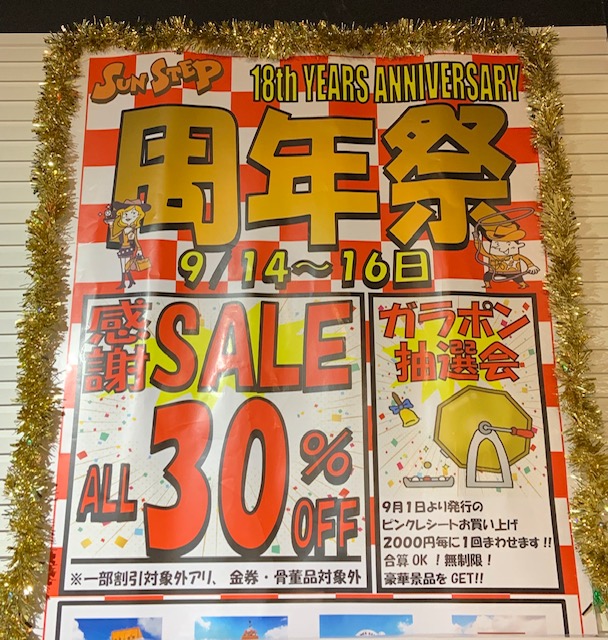 SUN STEP
18th YEARS ANNIVERSARY
周年祭
9/14～16日
感謝
SALE
ALL 30% OFF
※一部割引対象外アリ、金券・骨董品対象外
ガラポン
抽選会
9月1日より発行の
ピンクレシートお買い上げ
2000円毎に1回まわせます!!
合算OK！無制限！
豪華景品をGET!!